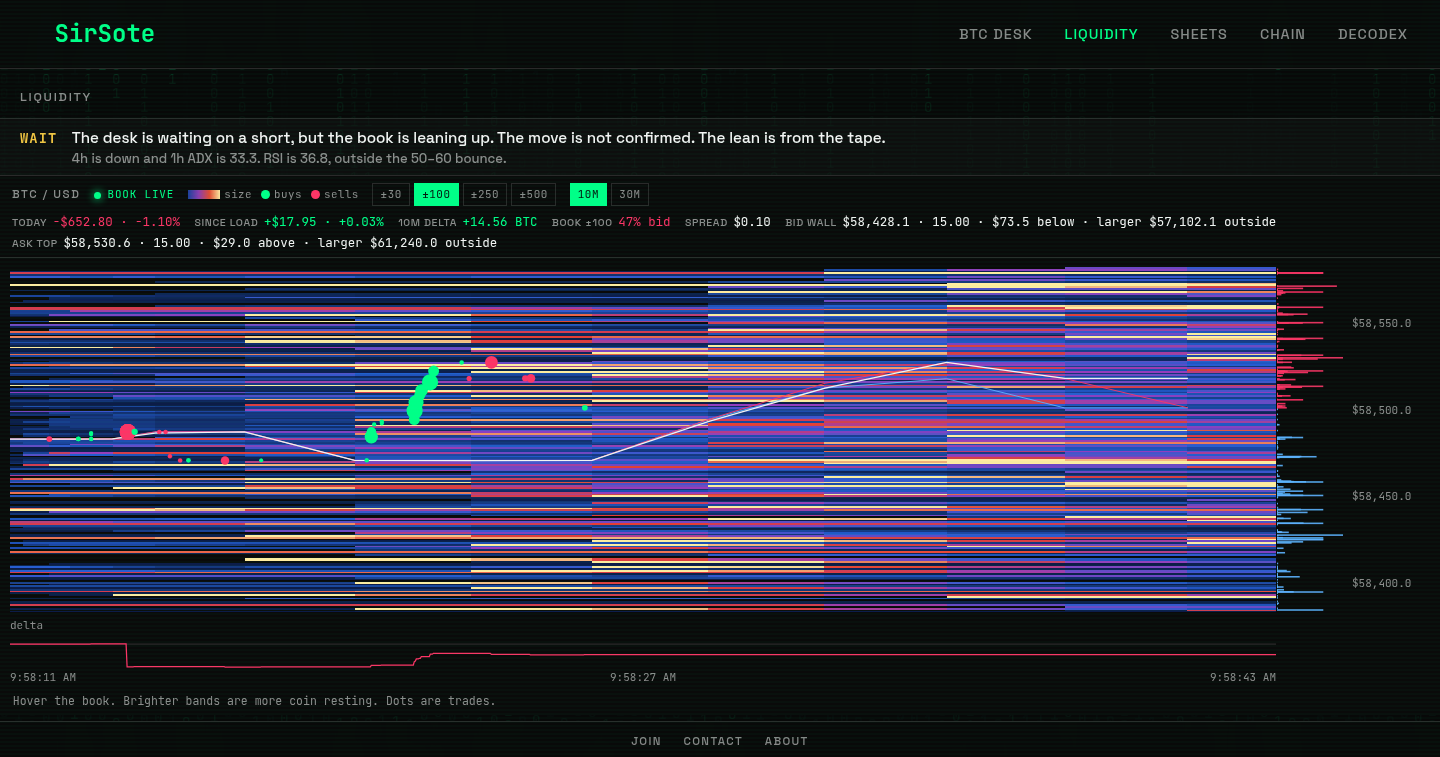 SirSote
BTC DESK LIQUIDITY SHEETS CHAIN DECODEX
LIQUIDITY
WAIT The desk is waiting on a short, but the book is leaning up. The move is not confirmed. The lean is from the tape.
4h is down and 1h ADX is 33.3. RSI is 36.8, outside the 50–60 bounce.
BTC / USD BOOK LIVE size buys sells ±30 ±100 ±250 ±500 10M 30M
TODAY -$652.80 · -1.10% SINCE LOAD +$17.95 · +0.03% 10M DELTA +14.56 BTC BOOK ±100 47% bid SPREAD $0.10 BID WALL $58,428.1 · 15.00 · $73.5 below · larger $57,102.1 outside
ASK TOP $58,530.6 · 15.00 · $29.0 above · larger $61,240.0 outside
$58,550.0
$58,500.0
$58,450.0
$58,400.0
delta
9:58:11 AM 9:58:27 AM 9:58:43 AM
Hover the book. Brighter bands are more coin resting. Dots are trades.
JOIN CONTACT ABOUT